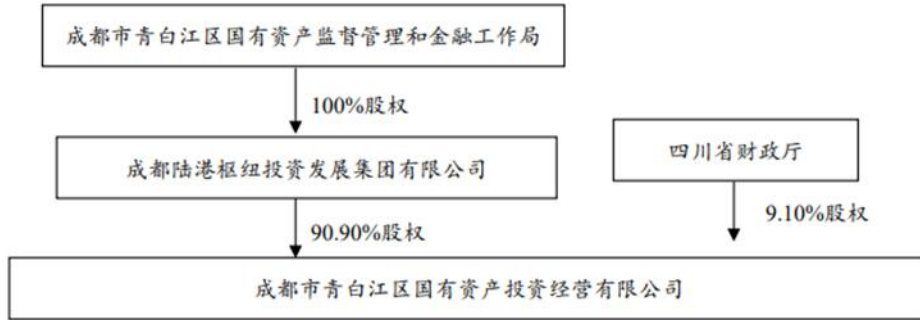 成都市青白江区国有资产监督管理和金融工作局
100%股权
成都陆港枢纽投资发展集团有限公司
四川省财政厅
90.90%股权
9.10%股权
成都市青白江区国有资产投资经营有限公司